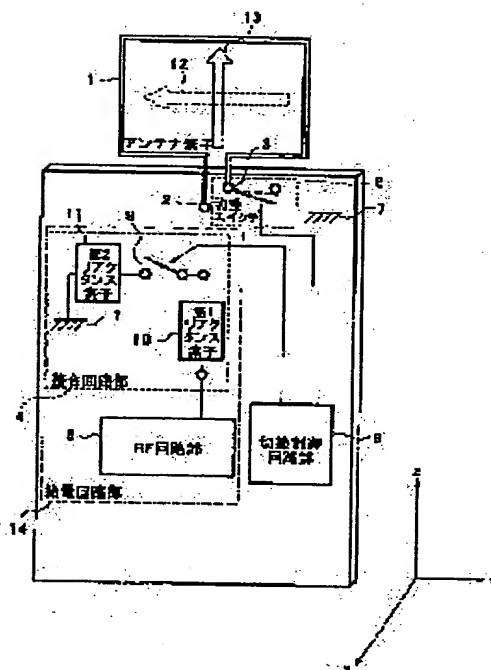 13
12
1
アンテナ素子
3
6
2
切換
スイッチ
7
11
9
第2
リアク
タンス
素子
7
第1
リアク
タンス
素子
10
整合回路部
5
RF回路部
切換制御
回路部
8
給電回路部
14
z